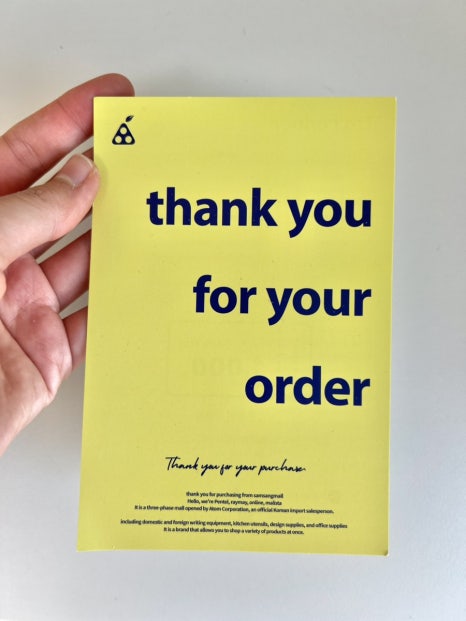 thank you
for your
order
Thank you for your purchase.
thank you for purchasing from samsangmall
Hello, we're Pentel, raymay, online, malista
It is a three-phase mall opened by Atom Corporation, an official Korean import salesperson.
including domestic and foreign writing equipment, kitchen utensils, design supplies, and office supplies
It is a brand that allows you to shop a variety of products at once.